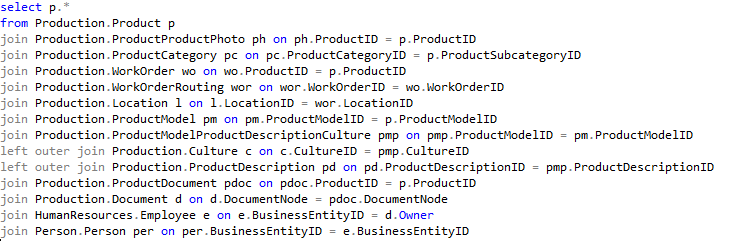 select p.*
from Production.Product p
join Production.ProductProductPhoto ph on ph.ProductID = p.ProductID
join Production.ProductCategory pc on pc.ProductCategoryID = p.ProductSubcategoryID
join Production.WorkOrder wo on wo.ProductID = p.ProductID
join Production.WorkOrderRouting wor on wor.WorkOrderID = wo.WorkOrderID
join Production.Location l on l.LocationID = wor.LocationID
join Production.ProductModel pm on pm.ProductModelID = p.ProductModelID
join Production.ProductModelProductDescriptionCulture pmp on pmp.ProductModelID = pm.ProductModelID
left outer join Production.Culture c on c.CultureID = pmp.CultureID
left outer join Production.ProductDescription pd on pd.ProductDescriptionID = pmp.ProductDescriptionID
join Production.ProductDocument pdoc on pdoc.ProductID = p.ProductID
join Production.Document d on d.DocumentNode = pdoc.DocumentNode
join HumanResources.Employee e on e.BusinessEntityID = d.Owner
join Person.Person per on per.BusinessEntityID = e.BusinessEntityID